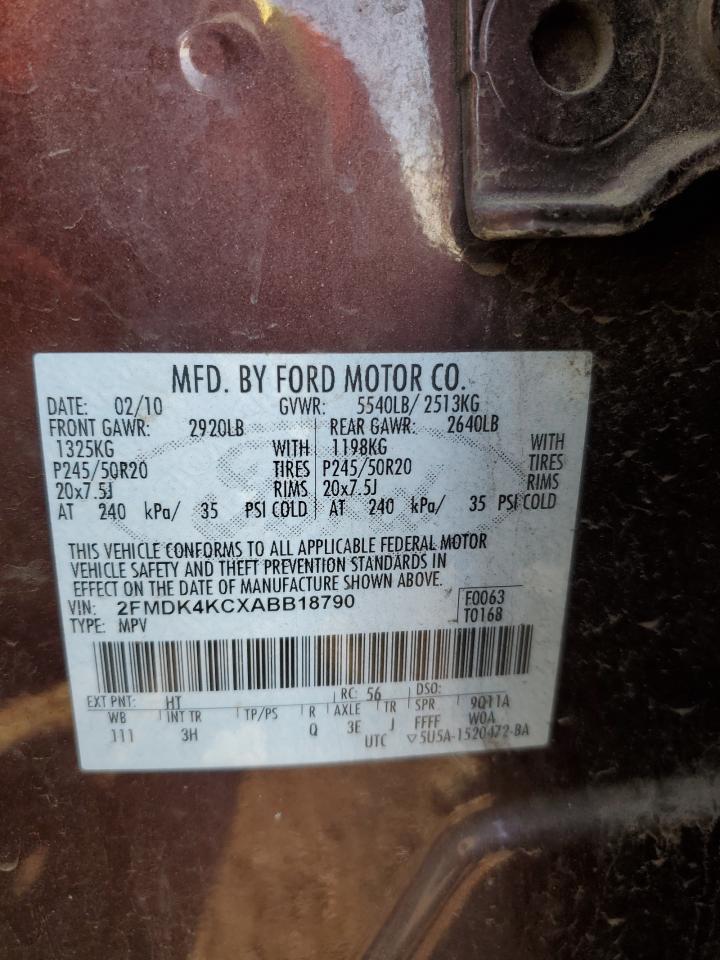 MFD. BY FORD MOTOR CO.
DATE: 02/10 GVWR: 5540LB/ 2513KG
FRONT GAWR: 2920LB REAR GAWR: 2640LB
1325KG WITH 1198KG WITH
P245/50R20 TIRES P245/50R20 TIRES
20x7.5J RIMS 20x7.5J RIMS
AT 240 kPa/ 35 PSI COLD AT 240 kPa/ 35 PSI COLD
THIS VEHICLE CONFORMS TO ALL APPLICABLE FEDERAL MOTOR
VEHICLE SAFETY AND THEFT PREVENTION STANDARDS IN
EFFECT ON THE DATE OF MANUFACTURE SHOWN ABOVE.
VIN: 2FMDK4KCXABB18790 F0063
TYPE: MPV T0168
EXT PNT: HT RC: 56 DSO:
WB INT TR TP/PS R AXLE TR SPR 9Q11A
111 3H Q 3E J FFFF W0A
UTC ▽5U5A-1520472-BA